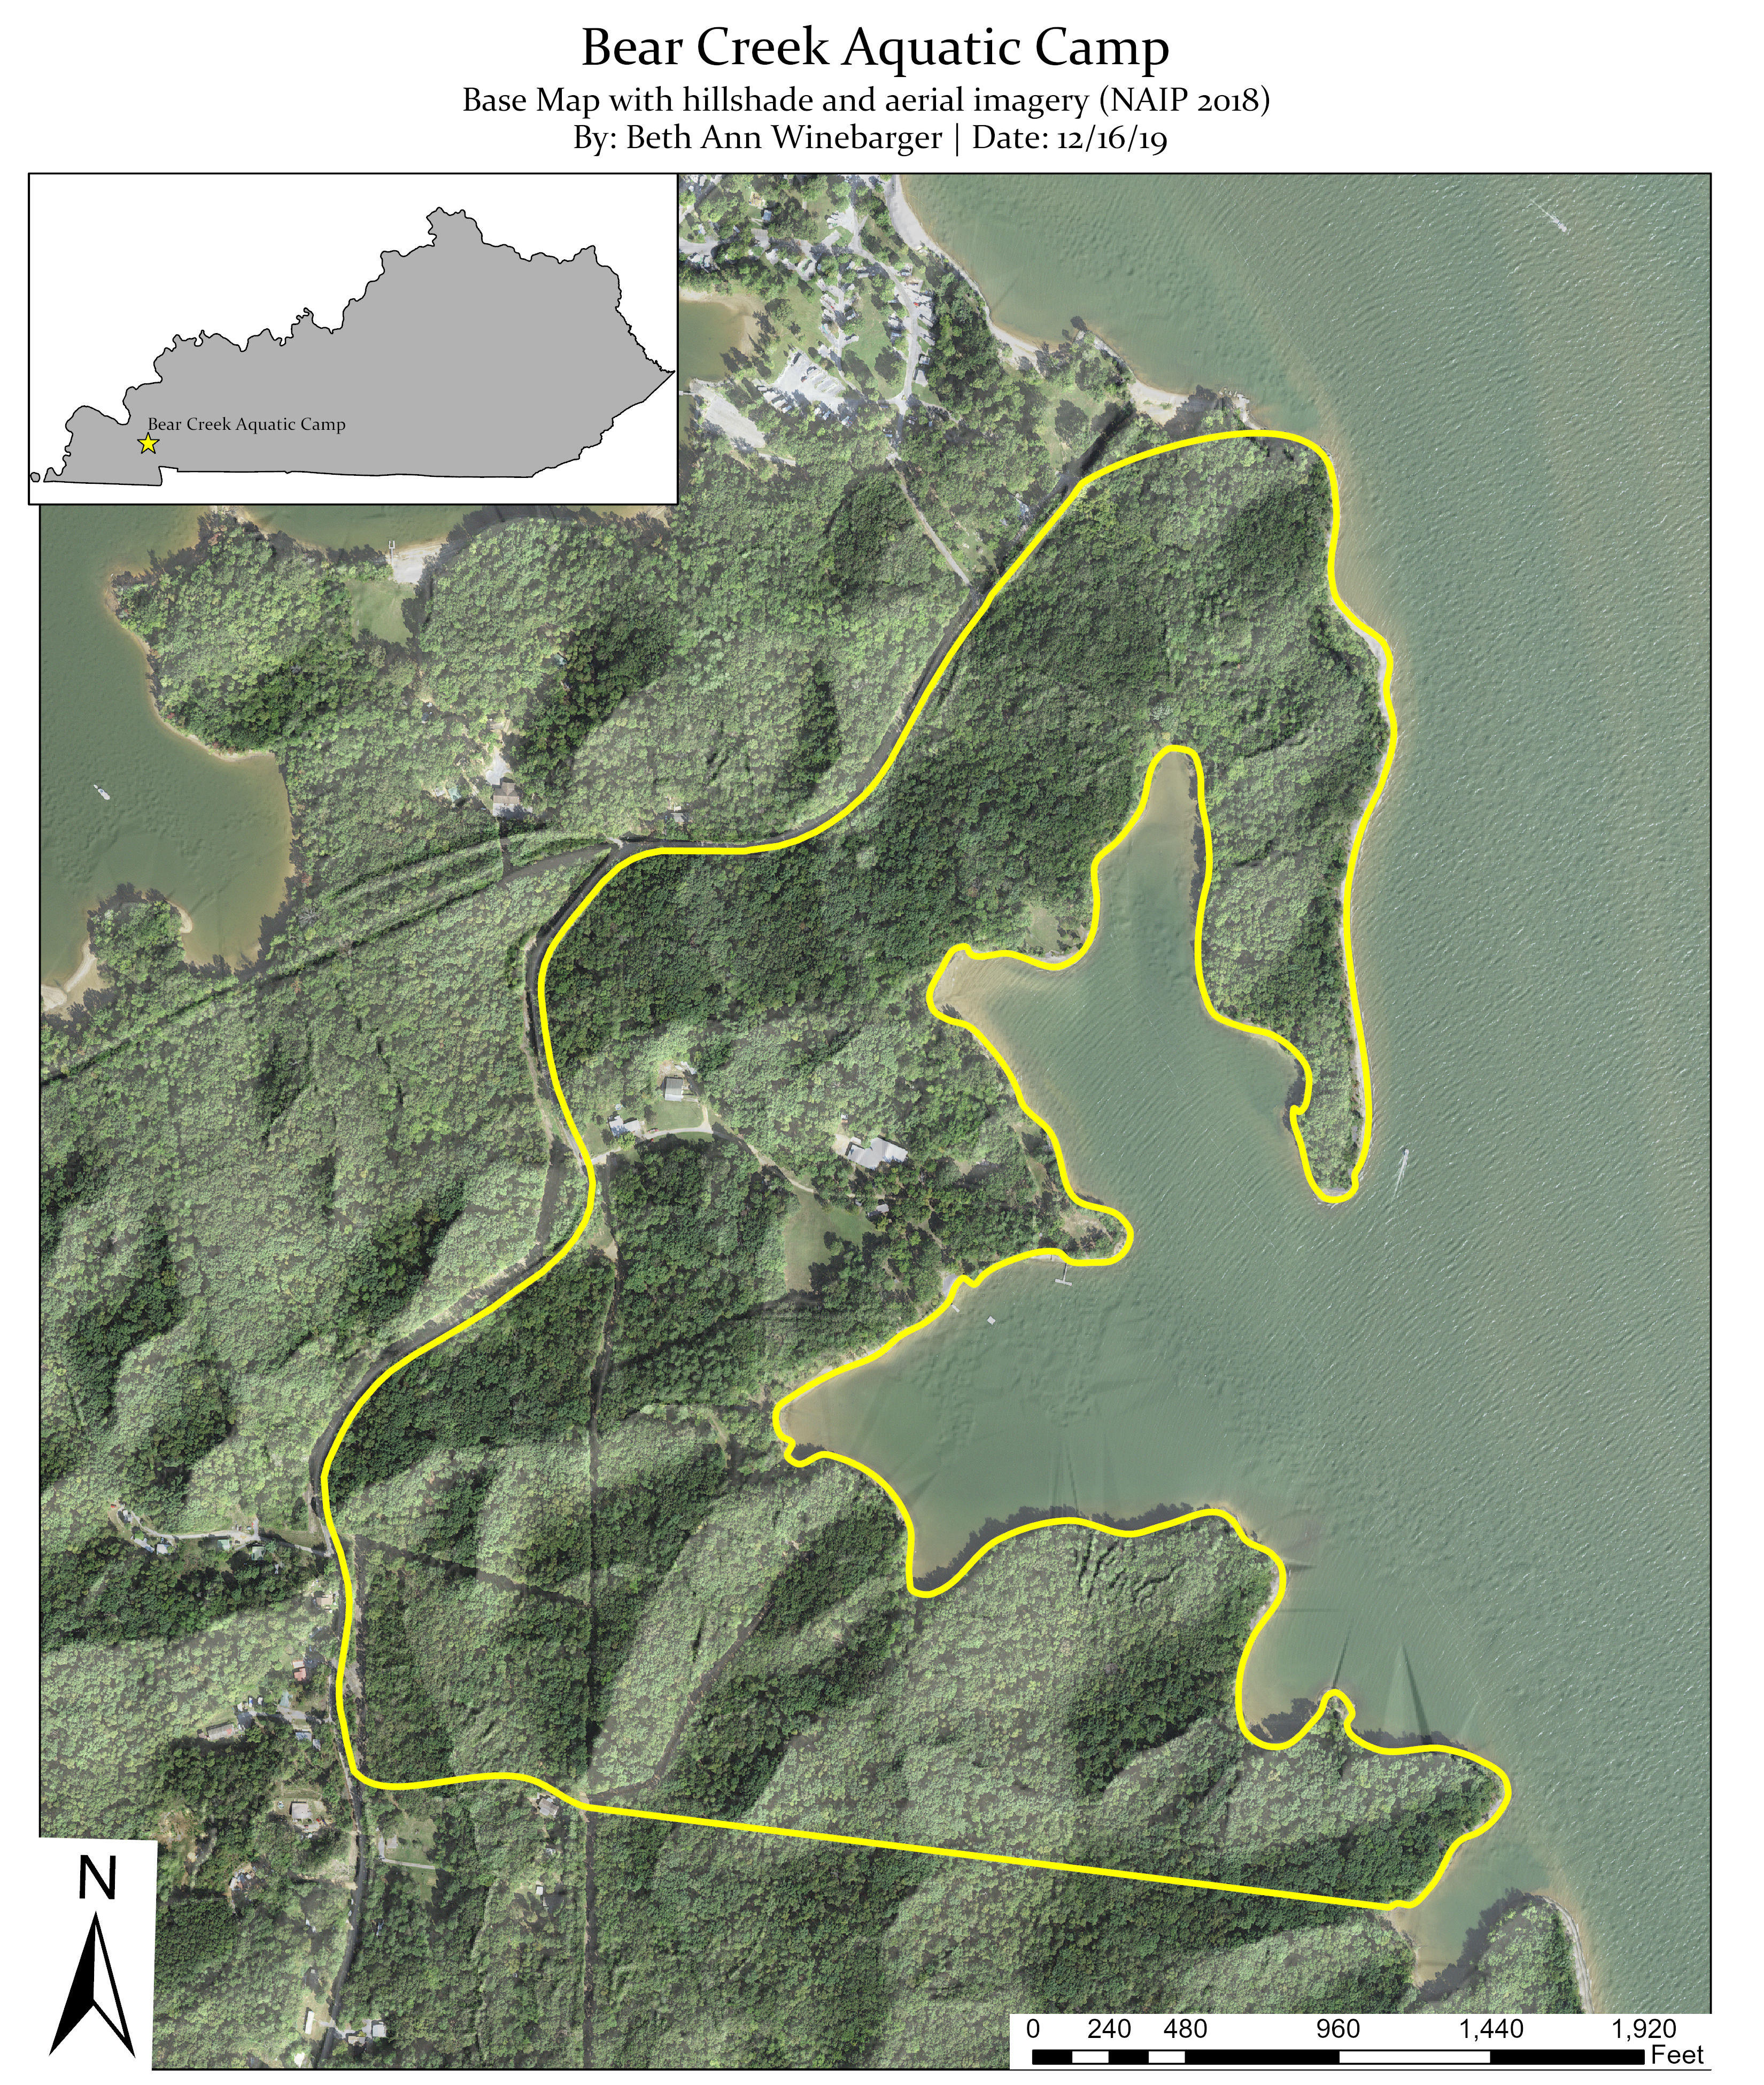 Bear Creek Aquatic Camp
Base Map with hillshade and aerial imagery (NAIP 2018)
By: Beth Ann Winebarger | Date: 12/16/19
Bear Creek Aquatic Camp
N
0 240 480 960 1,440 1,920
Feet